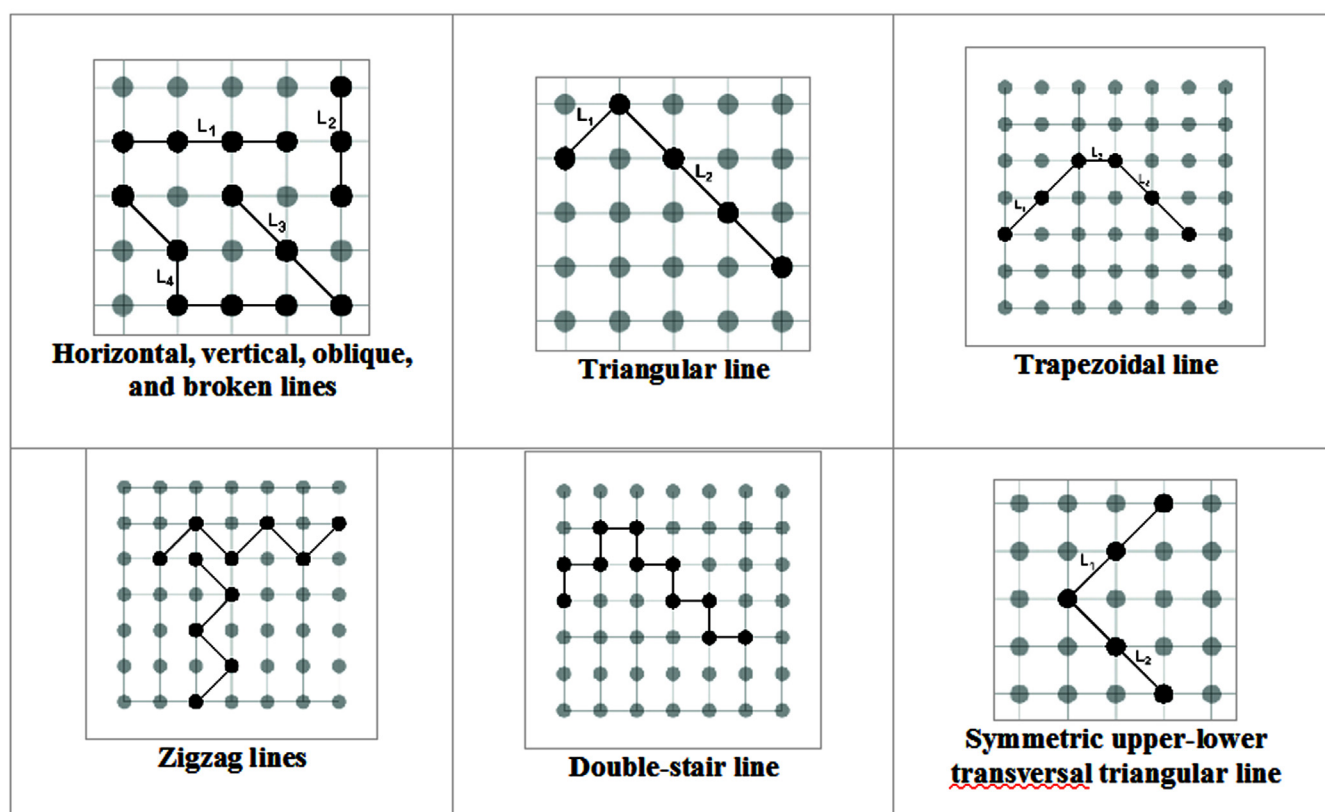 L₁
L₂
L₃
L₄
Horizontal, vertical, oblique,
and broken lines
L₁
L₂
Triangular line
Trapezoidal line
Zigzag lines
Double-stair line
L₁
L₂
Symmetric upper-lower
transversal triangular line